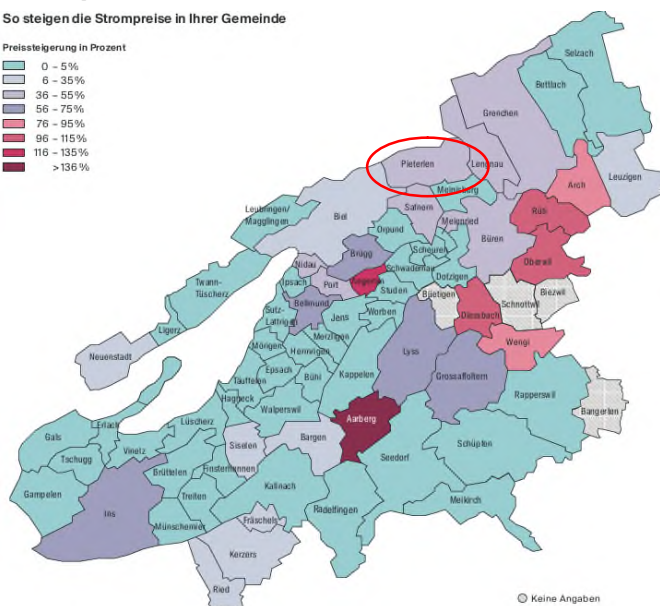 So steigen die Strompreise in Ihrer Gemeinde
Preissteigerung in Prozent
0 – 5%
6 – 35%
36 – 55%
56 – 75%
76 – 95%
96 – 115%
116 – 135%
>136%
Selzach
Bettlach
Grenchen
Pieterlen
Lengnau
Leuzigen
Arch
Meinisberg
Safnern
Rüti
Leubringen/
Magglingen
Biel
Meienried
Orpund
Büren
Scheuren
Brügg
Oberwil
Nidau
Schwadernau
Dotzigen
Twann-
Tüscherz
Ipsach
Port
Studen
Büetigen
Biezwil
Schnottwil
Bellmund
Sutz-
Lattrigen
Jens
Worben
Diessbach
Ligerz
Merzligen
Wengi
Mörigen
Hermrigen
Lyss
Neuenstadt
Epsach
Bühl
Kappelen
Grossaffoltern
Täuffelen
Rapperswil
Hagneck
Walperswil
Bangerten
Aarberg
Erlach
Lüscherz
Gals
Siselen
Bargen
Schüpfen
Vinelz
Tschugg
Seedorf
Brüttelen
Finsterhennen
Kallnach
Gampelen
Treiten
Meikirch
Radelfingen
Ins
Fräschels
Münschemier
Kerzers
Ried
Keine Angaben